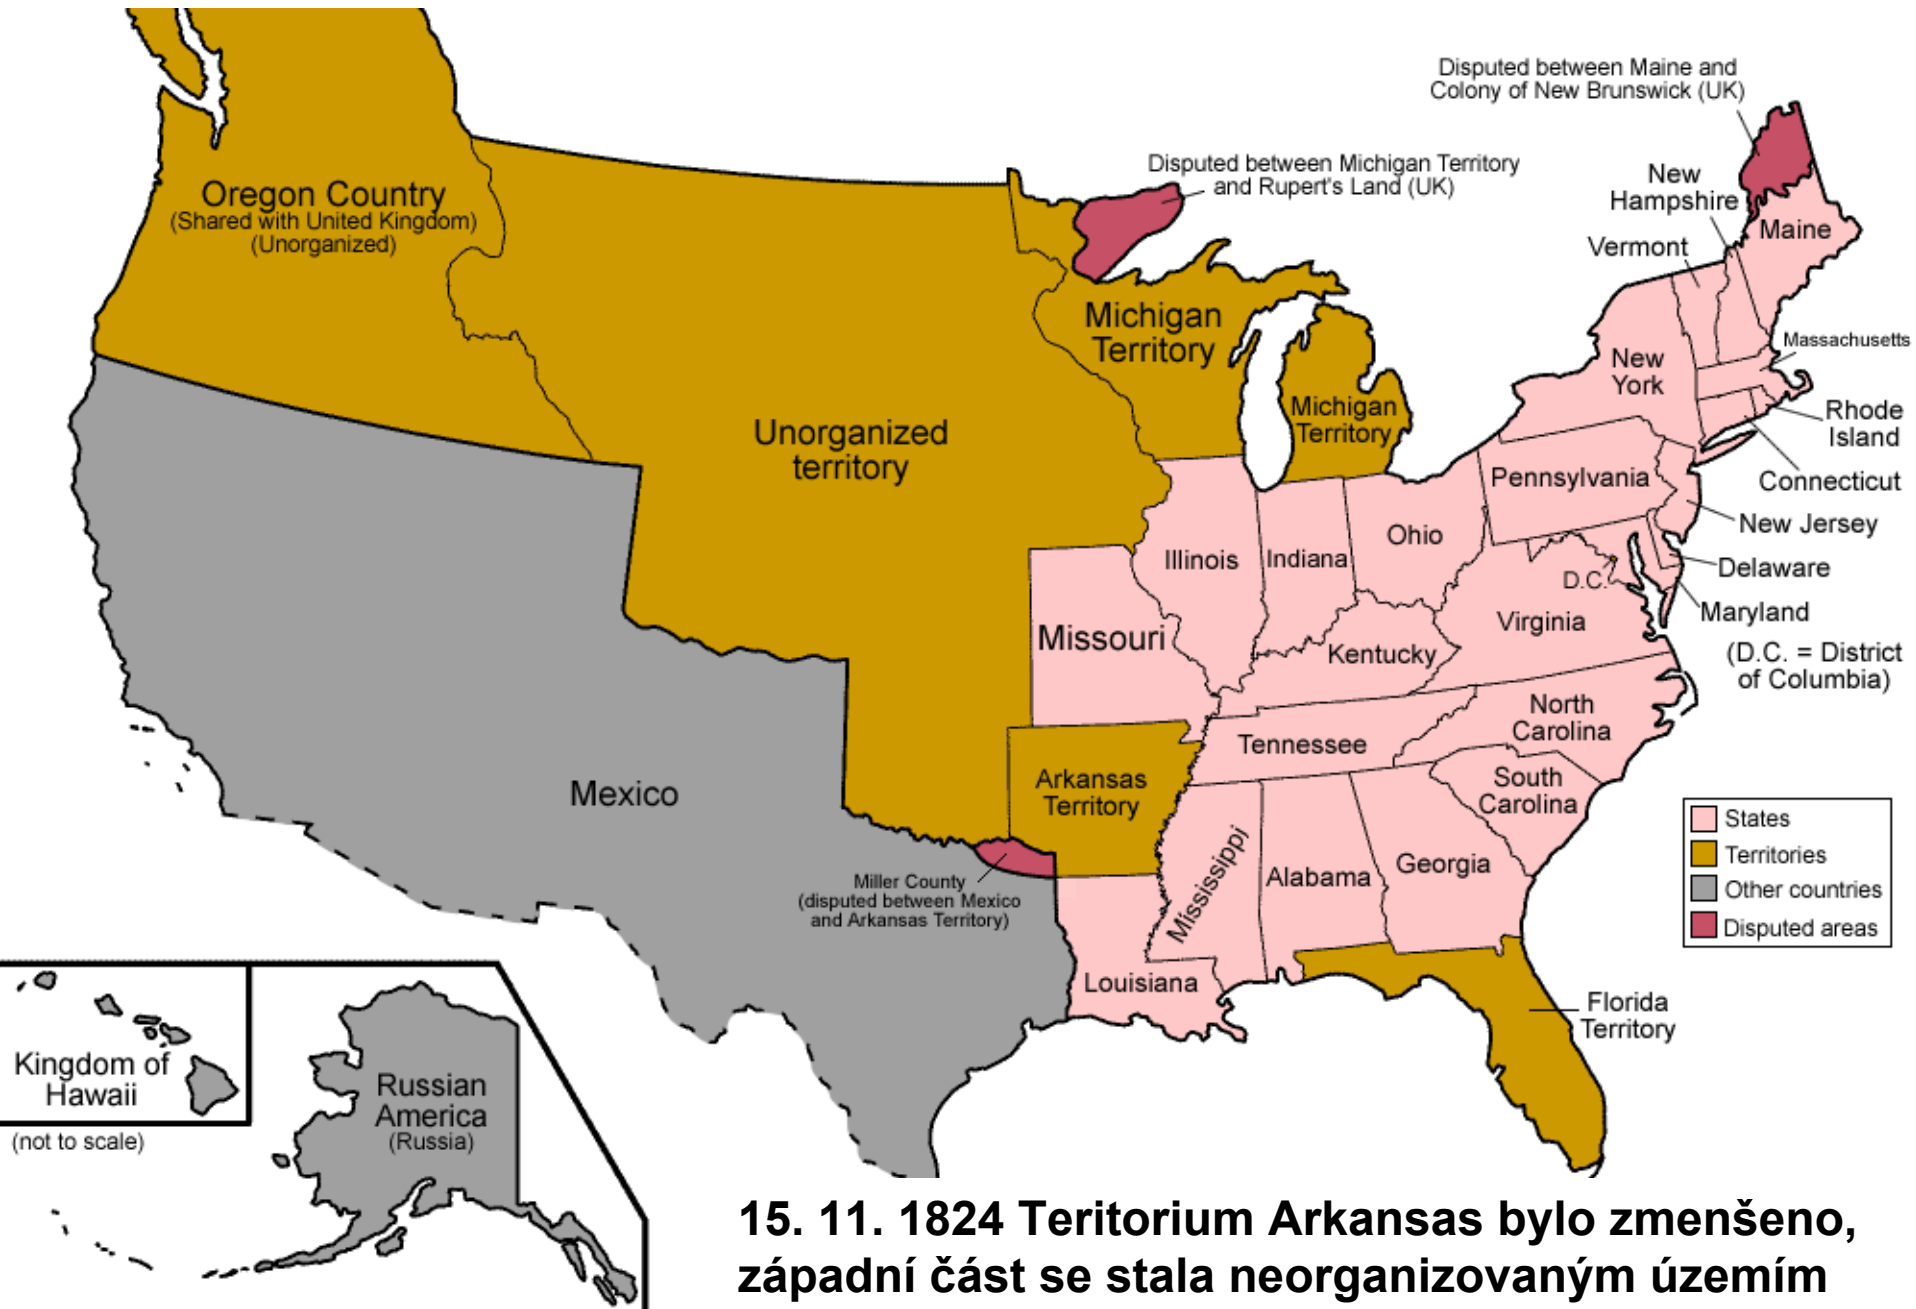 Disputed between Maine and
Colony of New Brunswick (UK)
Disputed between Michigan Territory
and Rupert's Land (UK)
New
Hampshire
Vermont
Maine
Oregon Country
(Shared with United Kingdom)
(Unorganized)
Michigan
Territory
Michigan
Territory
Massachusetts
New
York
Rhode
Island
Connecticut
Unorganized
territory
Pennsylvania
New Jersey
Ohio
Illinois
Indiana
D.C.
Delaware
Maryland
(D.C. = District
of Columbia)
Virginia
Missouri
Kentucky
North
Carolina
Tennessee
South
Carolina
Arkansas
Territory
Mexico
Mississippi
Alabama
Georgia
States
Territories
Other countries
Disputed areas
Miller County
(disputed between Mexico
and Arkansas Territory)
Louisiana
Florida
Territory
Kingdom of
Hawaii
(not to scale)
Russian
America
(Russia)
15. 11. 1824 Teritorium Arkansas bylo zmenšeno,
západní část se stala neorganizovaným územím